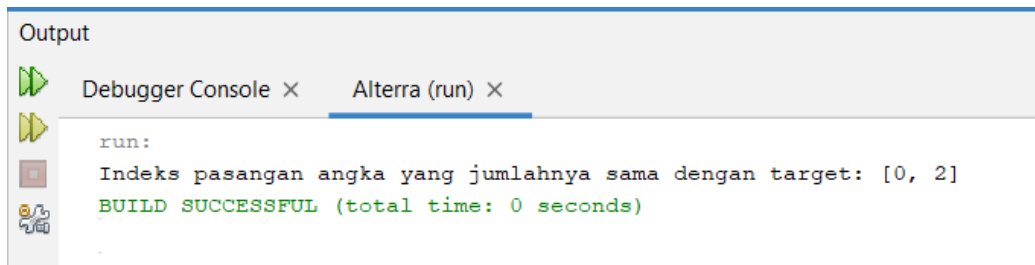 Output
Debugger Console × Alterra (run) ×
run:
Indeks pasangan angka yang jumlahnya sama dengan target: [0, 2]
BUILD SUCCESSFUL (total time: 0 seconds)